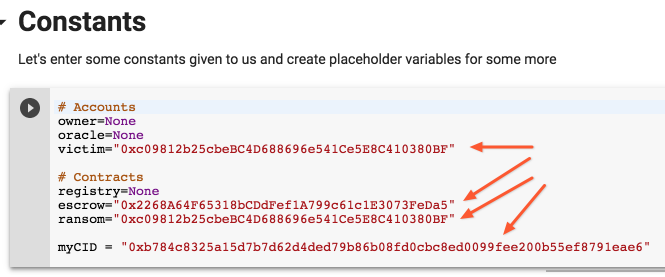 Constants
Let's enter some constants given to us and create placeholder variables for some more
# Accounts
owner=None
oracle=None
victim="0xc09812b25cbeBC4D688696e541Ce5E8C410380BF"
# Contracts
registry=None
escrow="0x2268A64F65318bCDdFef1A799c61c1E3073FeDa5"
ransom="0xc09812b25cbeBC4D688696e541Ce5E8C410380BF"
myCID = "0xb784c8325a15d7b7d62d4ded79b86b08fd0cbc8ed0099fee200b55ef8791eae6"